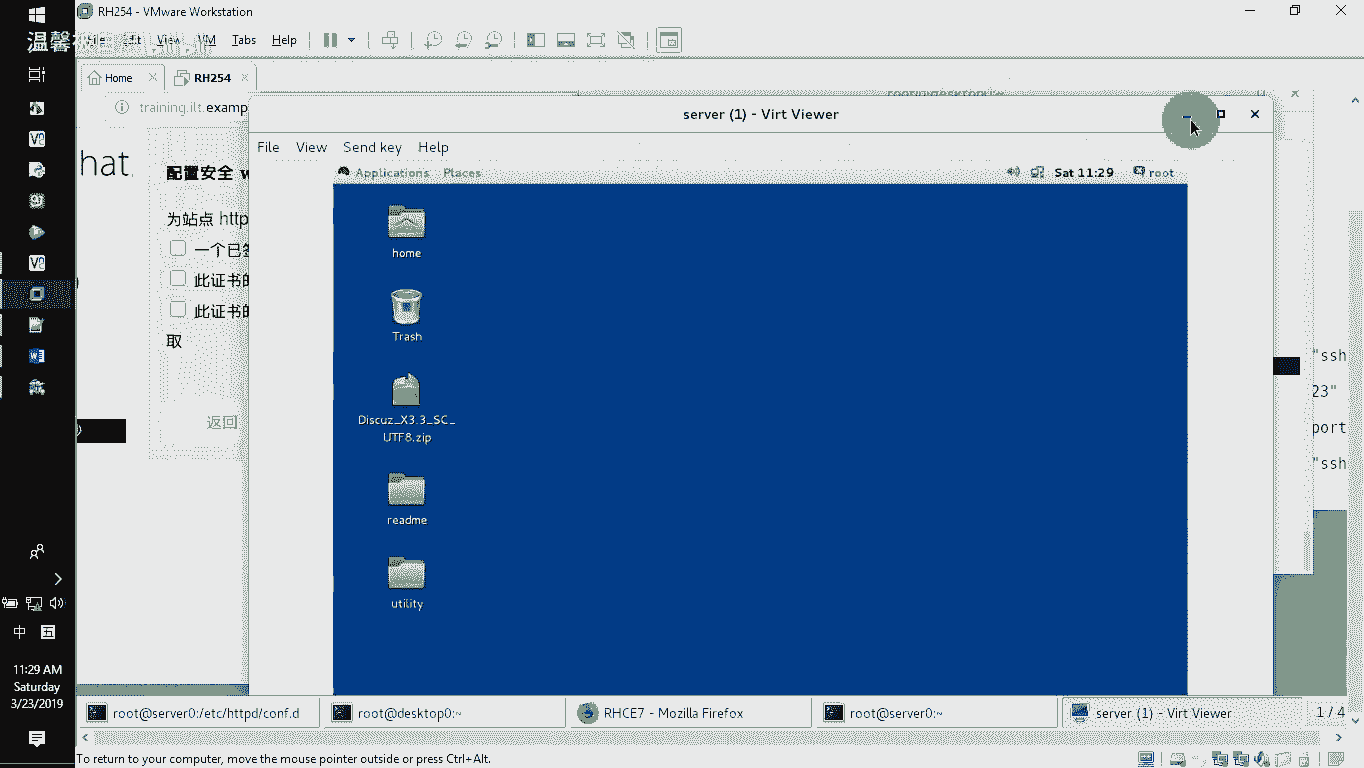 RH254 - VMware Workstation
温馨
Edit View VM Tabs Help
Home
RH254
training.ilt.examp
server (1) - Virt Viewer
File View Send key Help
Applications Places
Sat 11:29
root
hat
配置安全 w
为站点 http
一个已签
此证书的
此证书的
取
返回
home
Trash
Discuz_X3.3_SC_
UTF8.zip
readme
utility
"ssh
23"
port
"ssh
中
五
11:29 AM
Saturday
3/23/2019
root@server0:/etc/httpd/conf.d
root@desktop0:~
RHCE7 - Mozilla Firefox
root@server0:~
server (1) - Virt Viewer
1 / 4
To return to your computer, move the mouse pointer outside or press Ctrl+Alt.